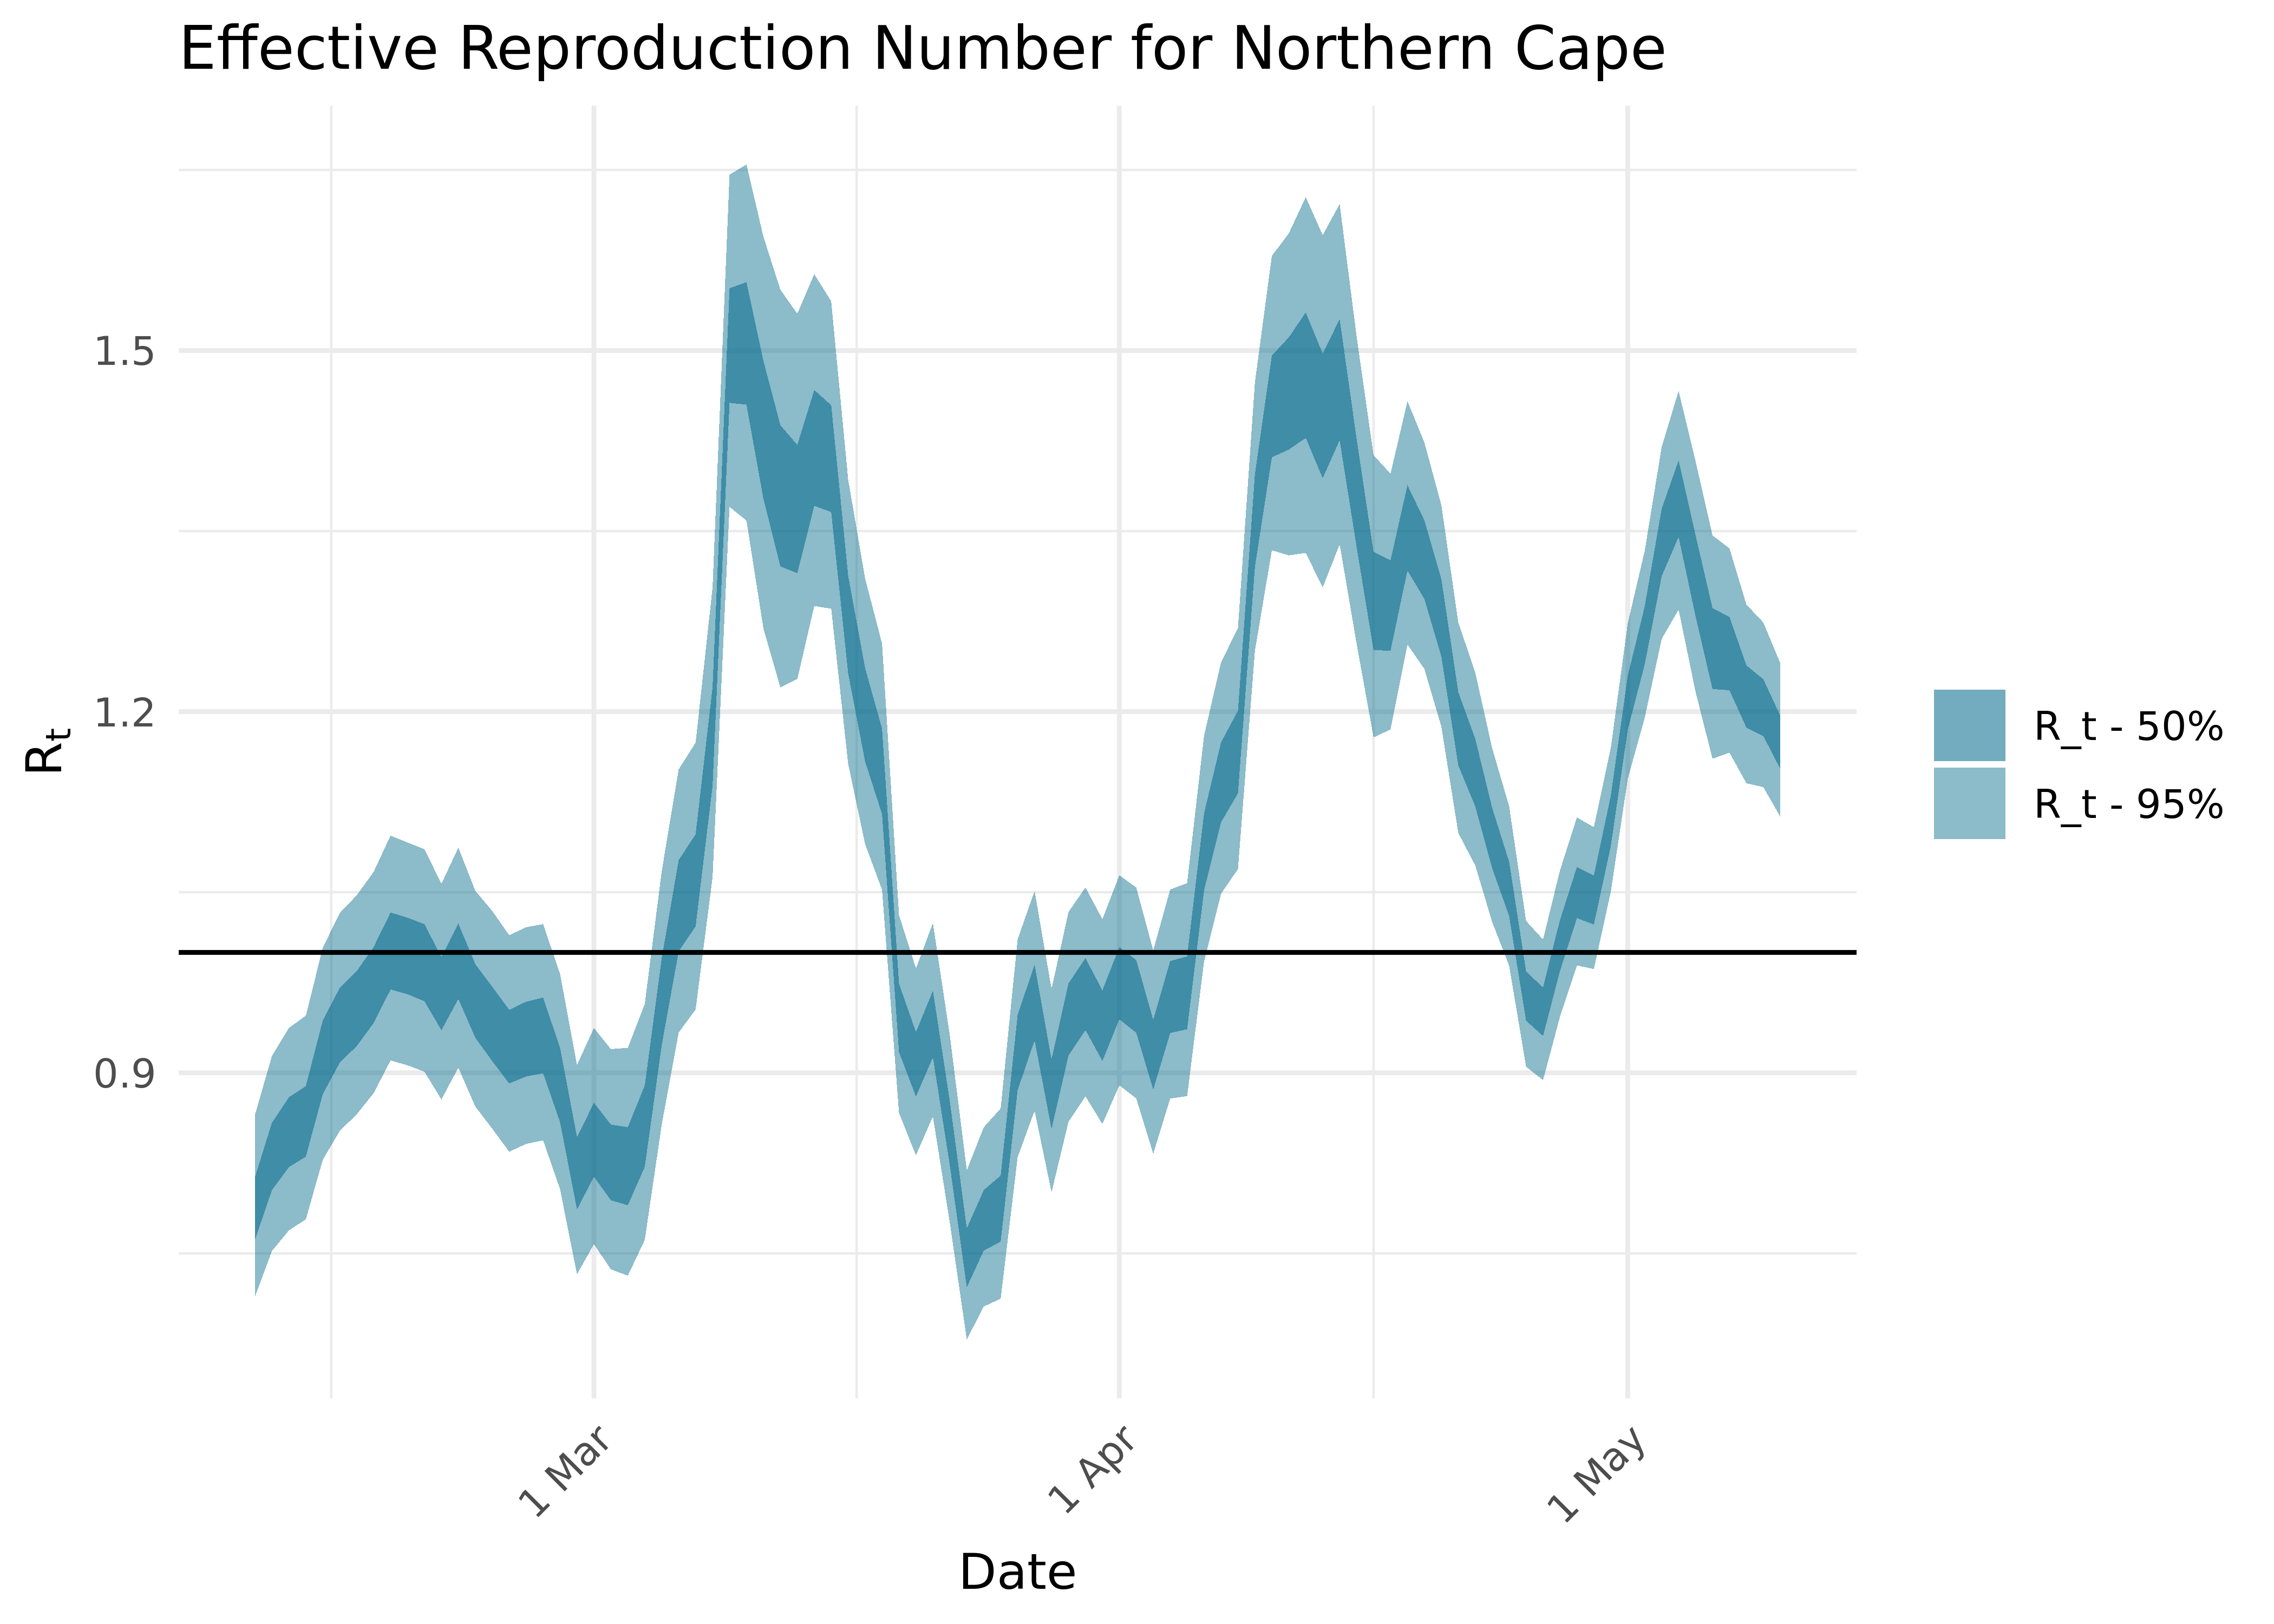 Effective Reproduction Number for Northern Cape
1.5
1.2
0.9
Rt
1 Mar
1 Apr
1 May
Date
R_t - 50%
R_t - 95%